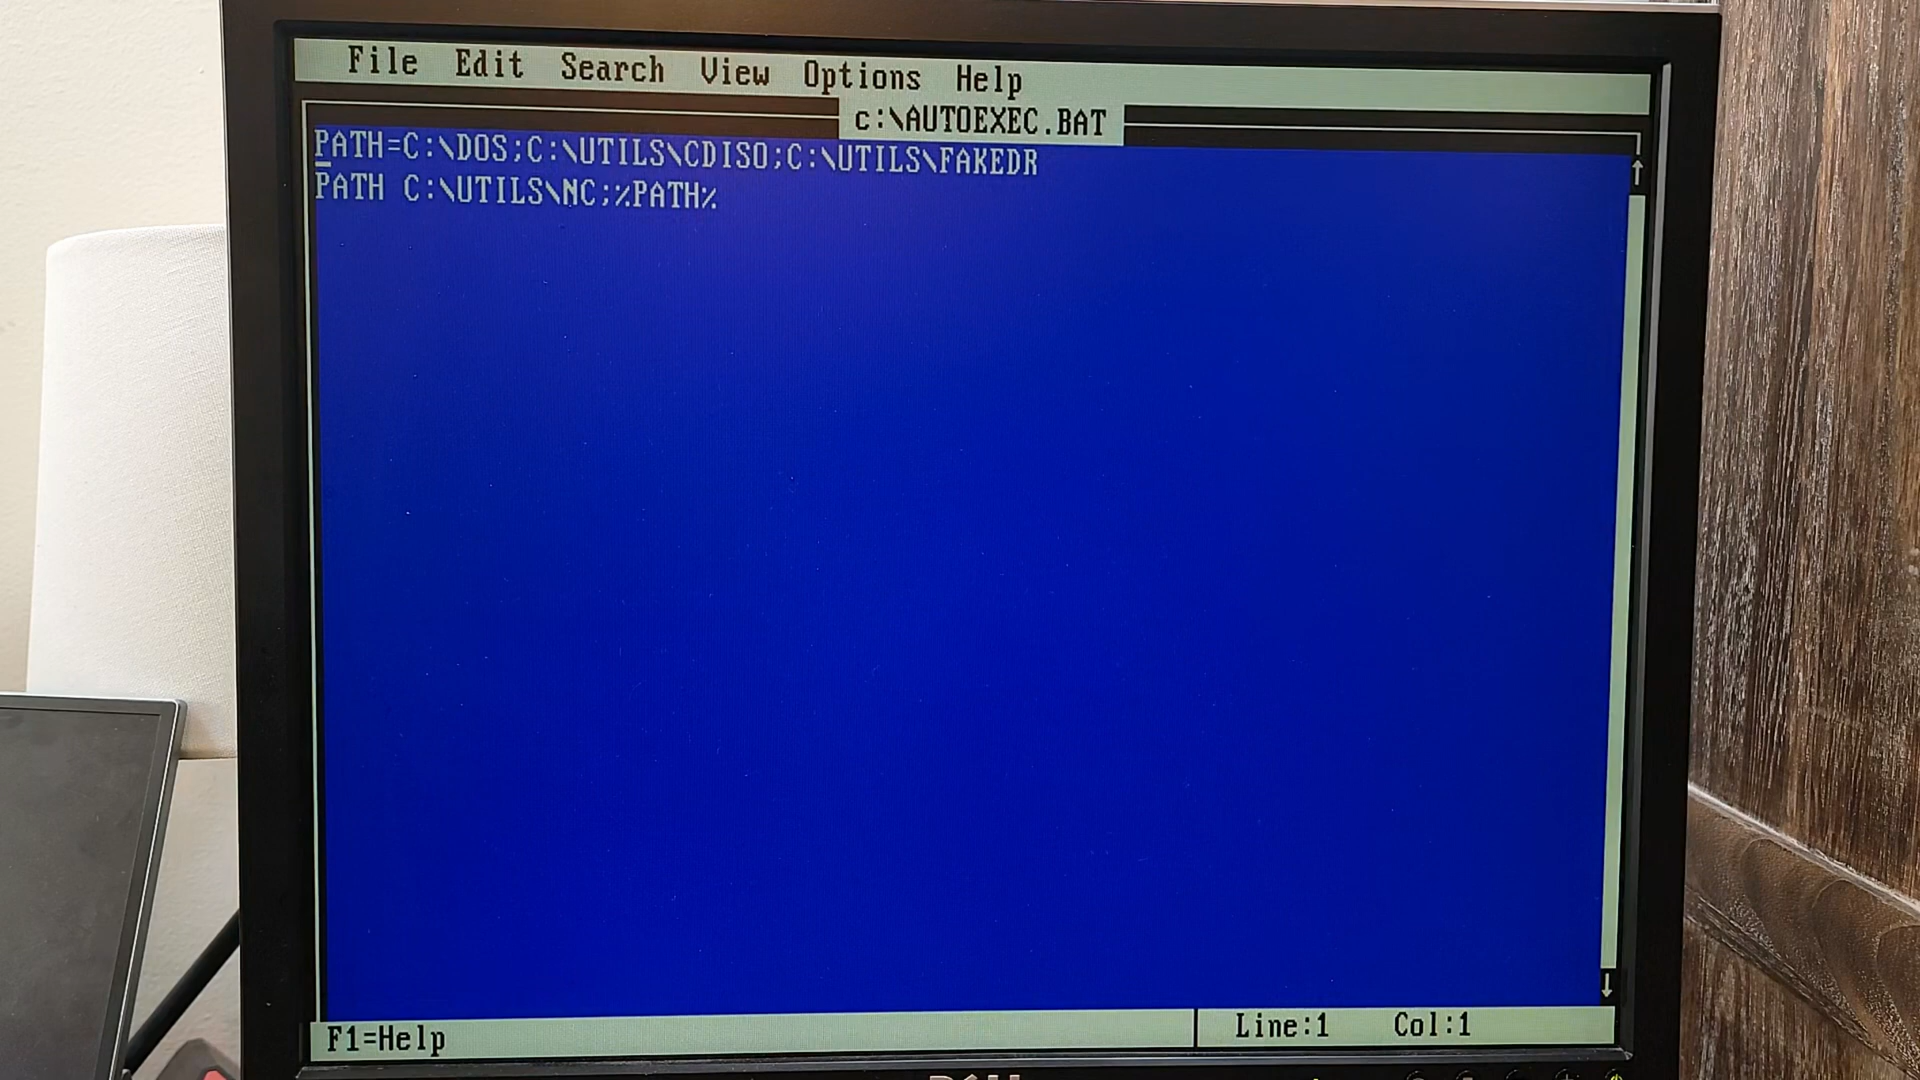 File Edit Search View Options Help
c:\AUTOEXEC.BAT
PATH=C:\DOS;C:\UTILS\CDISO;C:\UTILS\FAKEDR
PATH C:\UTILS\NC;%PATH%
F1=Help Line:1 Col:1